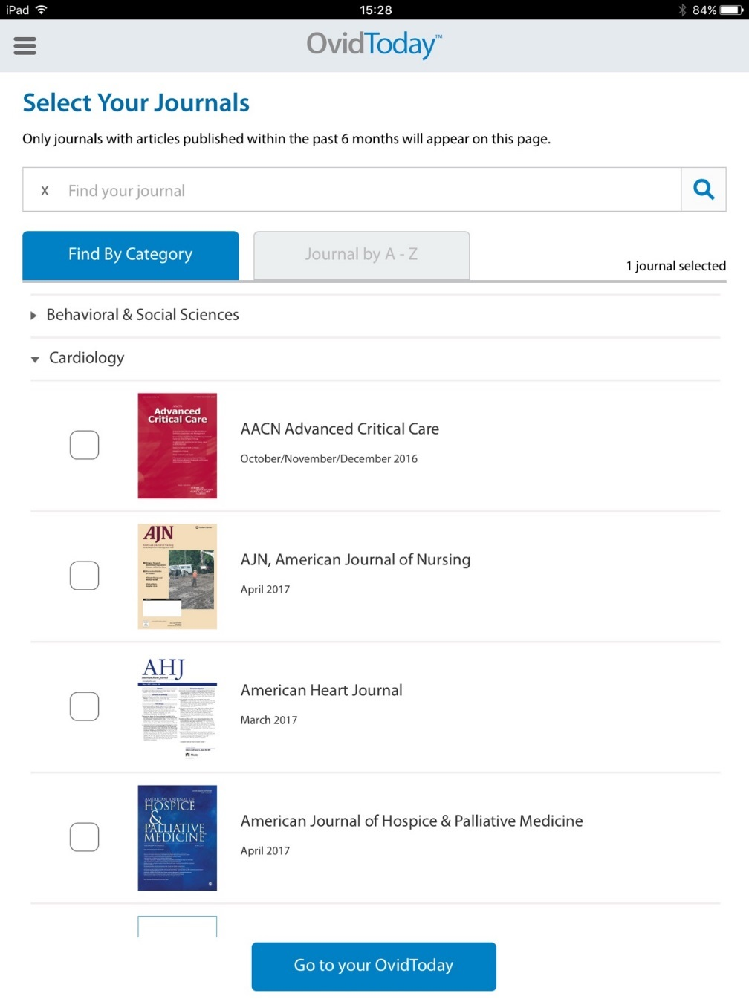 iPad
15:28
84%
OvidToday™
Select Your Journals
Only journals with articles published within the past 6 months will appear on this page.
x Find your journal
Find By Category
Journal by A - Z
1 journal selected
Behavioral & Social Sciences
Cardiology
Advanced
Critical Care
AACN Advanced Critical Care
October/November/December 2016
AJN
AJN, American Journal of Nursing
April 2017
AHJ
American Heart Journal
March 2017
AMERICAN JOURNAL OF
HOSPICE
&
PALLIATIVE
MEDICINE
American Journal of Hospice & Palliative Medicine
April 2017
Go to your OvidToday